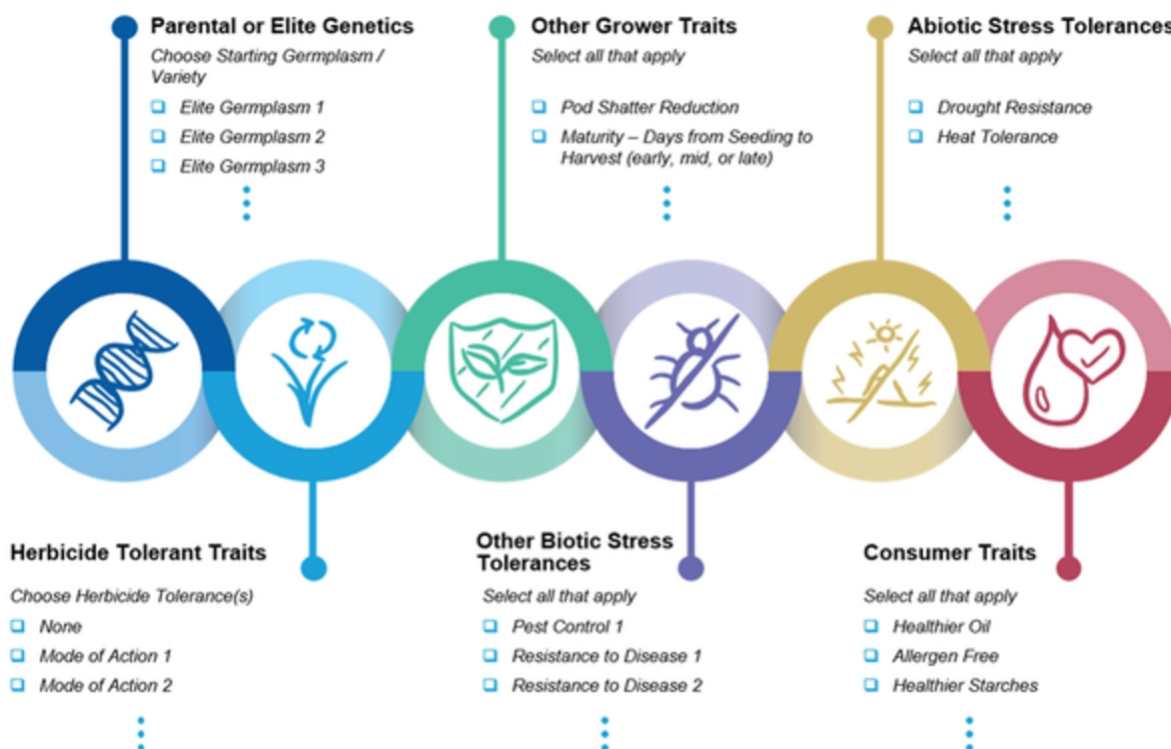 Parental or Elite Genetics
Choose Starting Germplasm /
Variety
Elite Germplasm 1
Elite Germplasm 2
Elite Germplasm 3
Other Grower Traits
Select all that apply
Pod Shatter Reduction
Maturity – Days from Seeding to
Harvest (early, mid, or late)
Abiotic Stress Tolerances
Select all that apply
Drought Resistance
Heat Tolerance
Herbicide Tolerant Traits
Choose Herbicide Tolerance(s)
None
Mode of Action 1
Mode of Action 2
Other Biotic Stress
Tolerances
Select all that apply
Pest Control 1
Resistance to Disease 1
Resistance to Disease 2
Consumer Traits
Select all that apply
Healthier Oil
Allergen Free
Healthier Starches